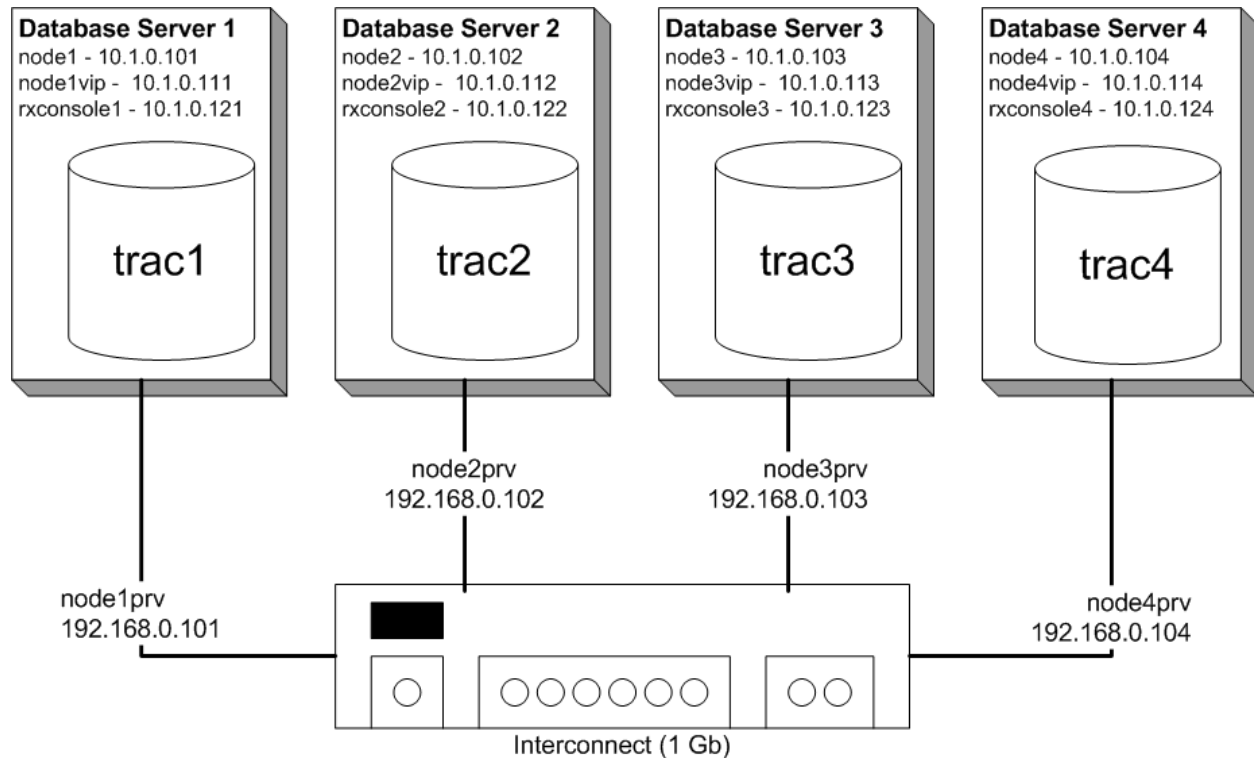 Database Server 1
node1 - 10.1.0.101
node1vip - 10.1.0.111
rxconsole1 - 10.1.0.121
trac1
Database Server 2
node2 - 10.1.0.102
node2vip - 10.1.0.112
rxconsole2 - 10.1.0.122
trac2
Database Server 3
node3 - 10.1.0.103
node3vip - 10.1.0.113
rxconsole3 - 10.1.0.123
trac3
Database Server 4
node4 - 10.1.0.104
node4vip - 10.1.0.114
rxconsole4 - 10.1.0.124
trac4
node2prv
192.168.0.102
node3prv
192.168.0.103
node1prv
192.168.0.101
node4prv
192.168.0.104
Interconnect (1 Gb)